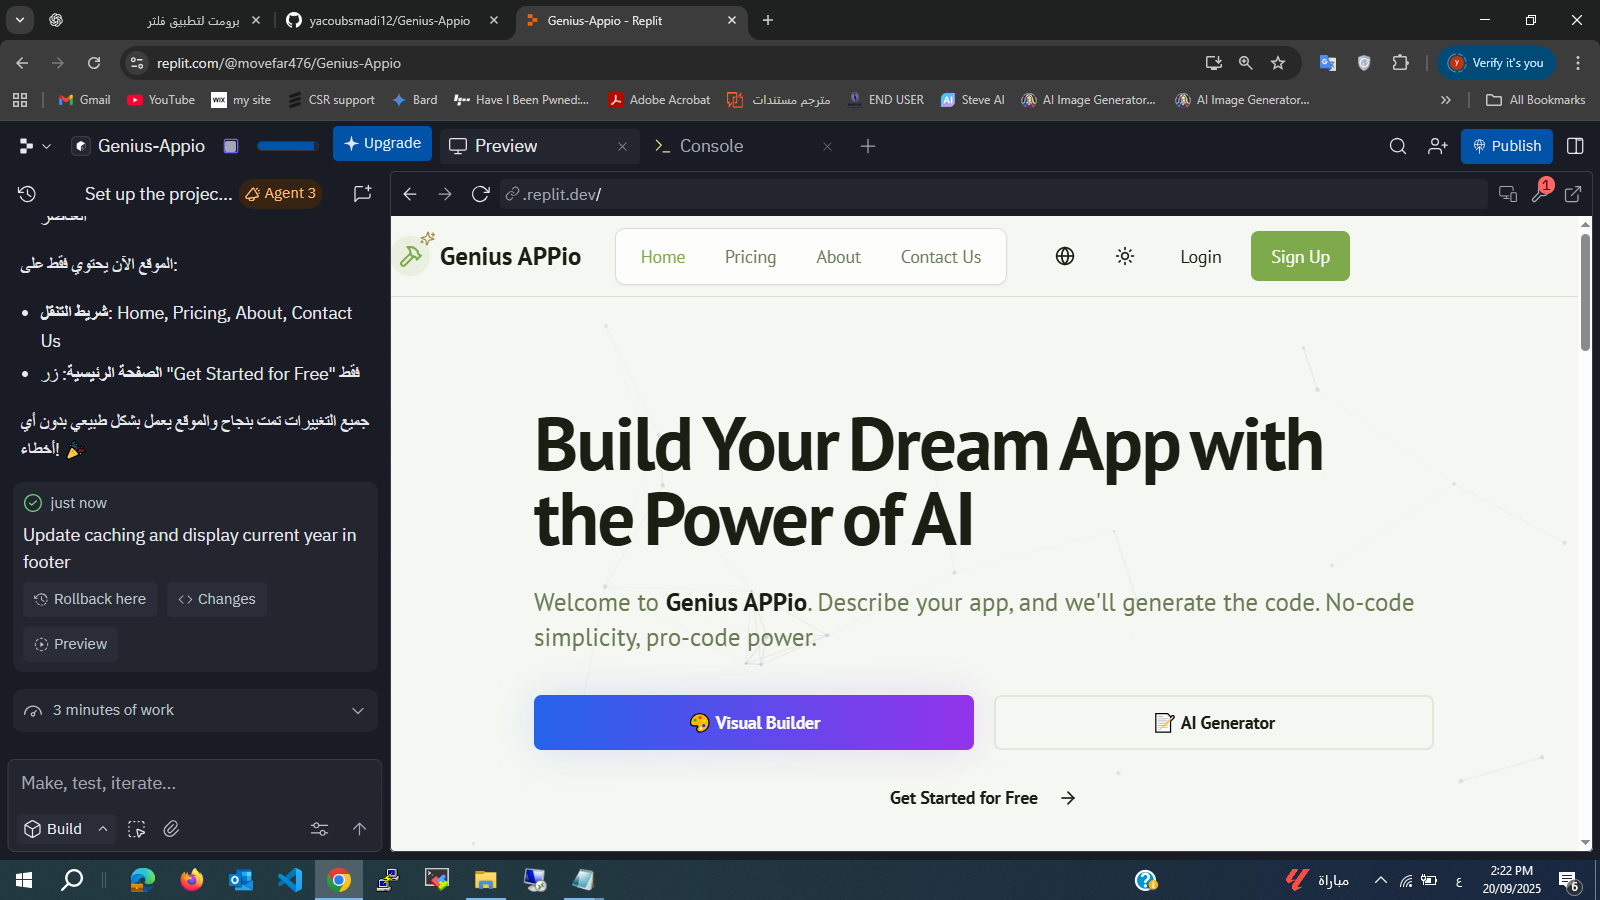 برومت لتطبيق فلتر
yacoubsmadi12/Genius-Appio
Genius-Appio - Replit
replit.com/@movefar476/Genius-Appio
Verify it's you
Gmail
YouTube
WIX my site
CSR support
Bard
Have I Been Pwned:...
Adobe Acrobat
مترجم مستندات
END USER
Steve AI
AI Image Generator...
AI Image Generator...
All Bookmarks
Genius-Appio
Upgrade
Preview
Console
Publish
Set up the projec...
Agent 3
.replit.dev/
1
العناصر
الموقع الآن يحتوي فقط على:
شريط التنقل: Home, Pricing, About, Contact
Us
الصفحة الرئيسية: زر "Get Started for Free" فقط
جميع التغييرات تمت بنجاح والموقع يعمل بشكل طبيعي بدون أي
أخطاء! 🎉
just now
Update caching and display current year in
footer
Rollback here
Changes
Preview
3 minutes of work
Make, test, iterate...
Build
Genius APPio
Home
Pricing
About
Contact Us
Login
Sign Up
Build Your Dream App with
the Power of AI
Welcome to Genius APPio. Describe your app, and we'll generate the code. No-code
simplicity, pro-code power.
🎨 Visual Builder
📝 AI Generator
Get Started for Free →
مباراة
ع
2:22 PM
20/09/2025
6